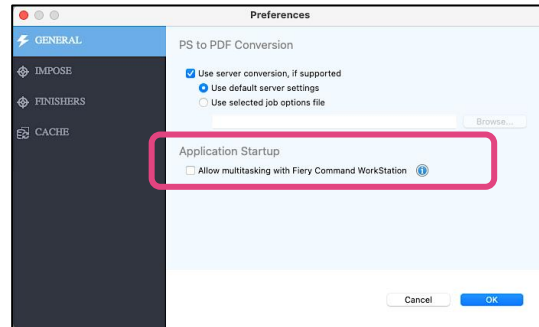 Preferences
GENERAL
IMPOSE
FINISHERS
CACHE
PS to PDF Conversion
Use server conversion, if supported
Use default server settings
Use selected job options file
Browse...
Application Startup
Allow multitasking with Fiery Command WorkStation
Cancel
OK